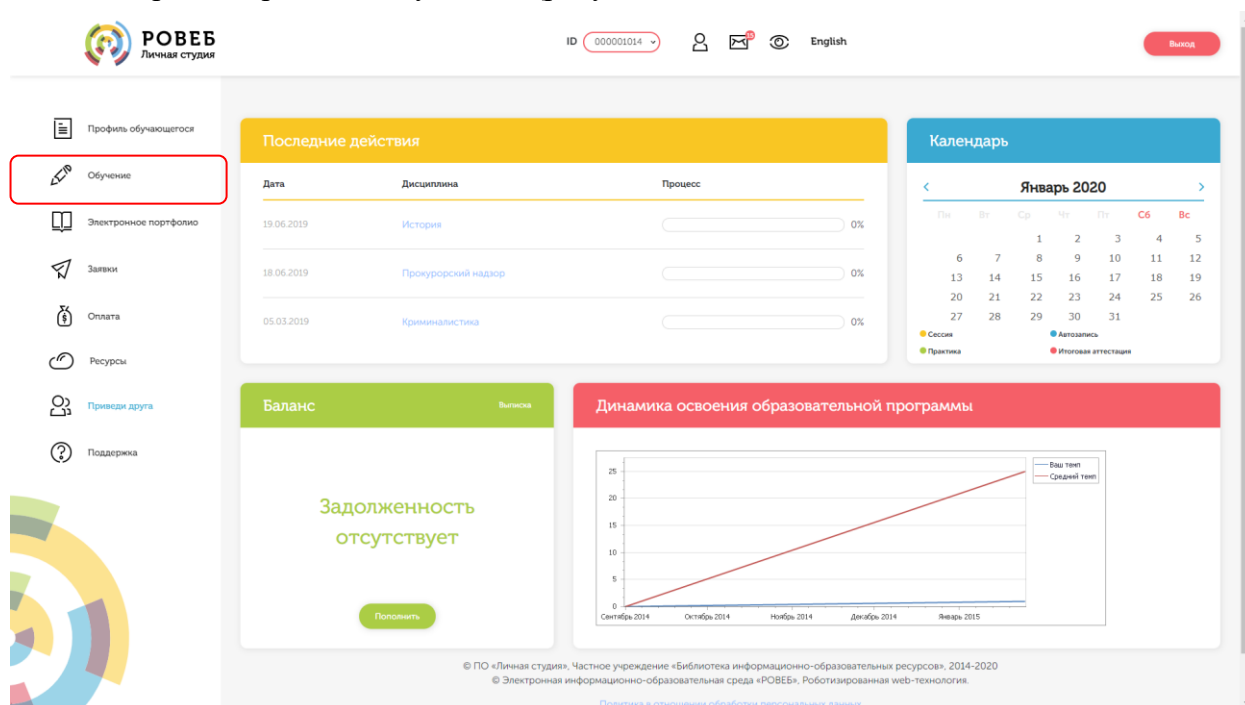 РОВЕБ
Личная студия
ID 000001014
15
English
Выход
Профиль обучающегося
Обучение
Электронное портфолио
Заявки
Оплата
Ресурсы
Приведи друга
Поддержка
Последние действия
Дата Дисциплина Процесс
19.06.2019 История 0%
18.06.2019 Прокурорский надзор 0%
05.03.2019 Криминалистика 0%
Календарь
< Январь 2020 >
Пн Вт Ср Чт Пт Сб Вс
1 2 3 4 5
6 7 8 9 10 11 12
13 14 15 16 17 18 19
20 21 22 23 24 25 26
27 28 29 30 31
Сессия Автозапись
Практика Итоговая аттестация
Баланс Выписка
Задолженность
отсутствует
Пополнить
Динамика освоения образовательной программы
25
20
15
10
5
0
Сентябрь 2014 Октябрь 2014 Ноябрь 2014 Декабрь 2014 Январь 2015
Ваш темп
Средний темп
© ПО «Личная студия», Частное учреждение «Библиотека информационно-образовательных ресурсов», 2014-2020
© Электронная информационно-образовательная среда «РОВЕБ», Роботизированная web-технология.
Политика в отношении обработки персональных данных